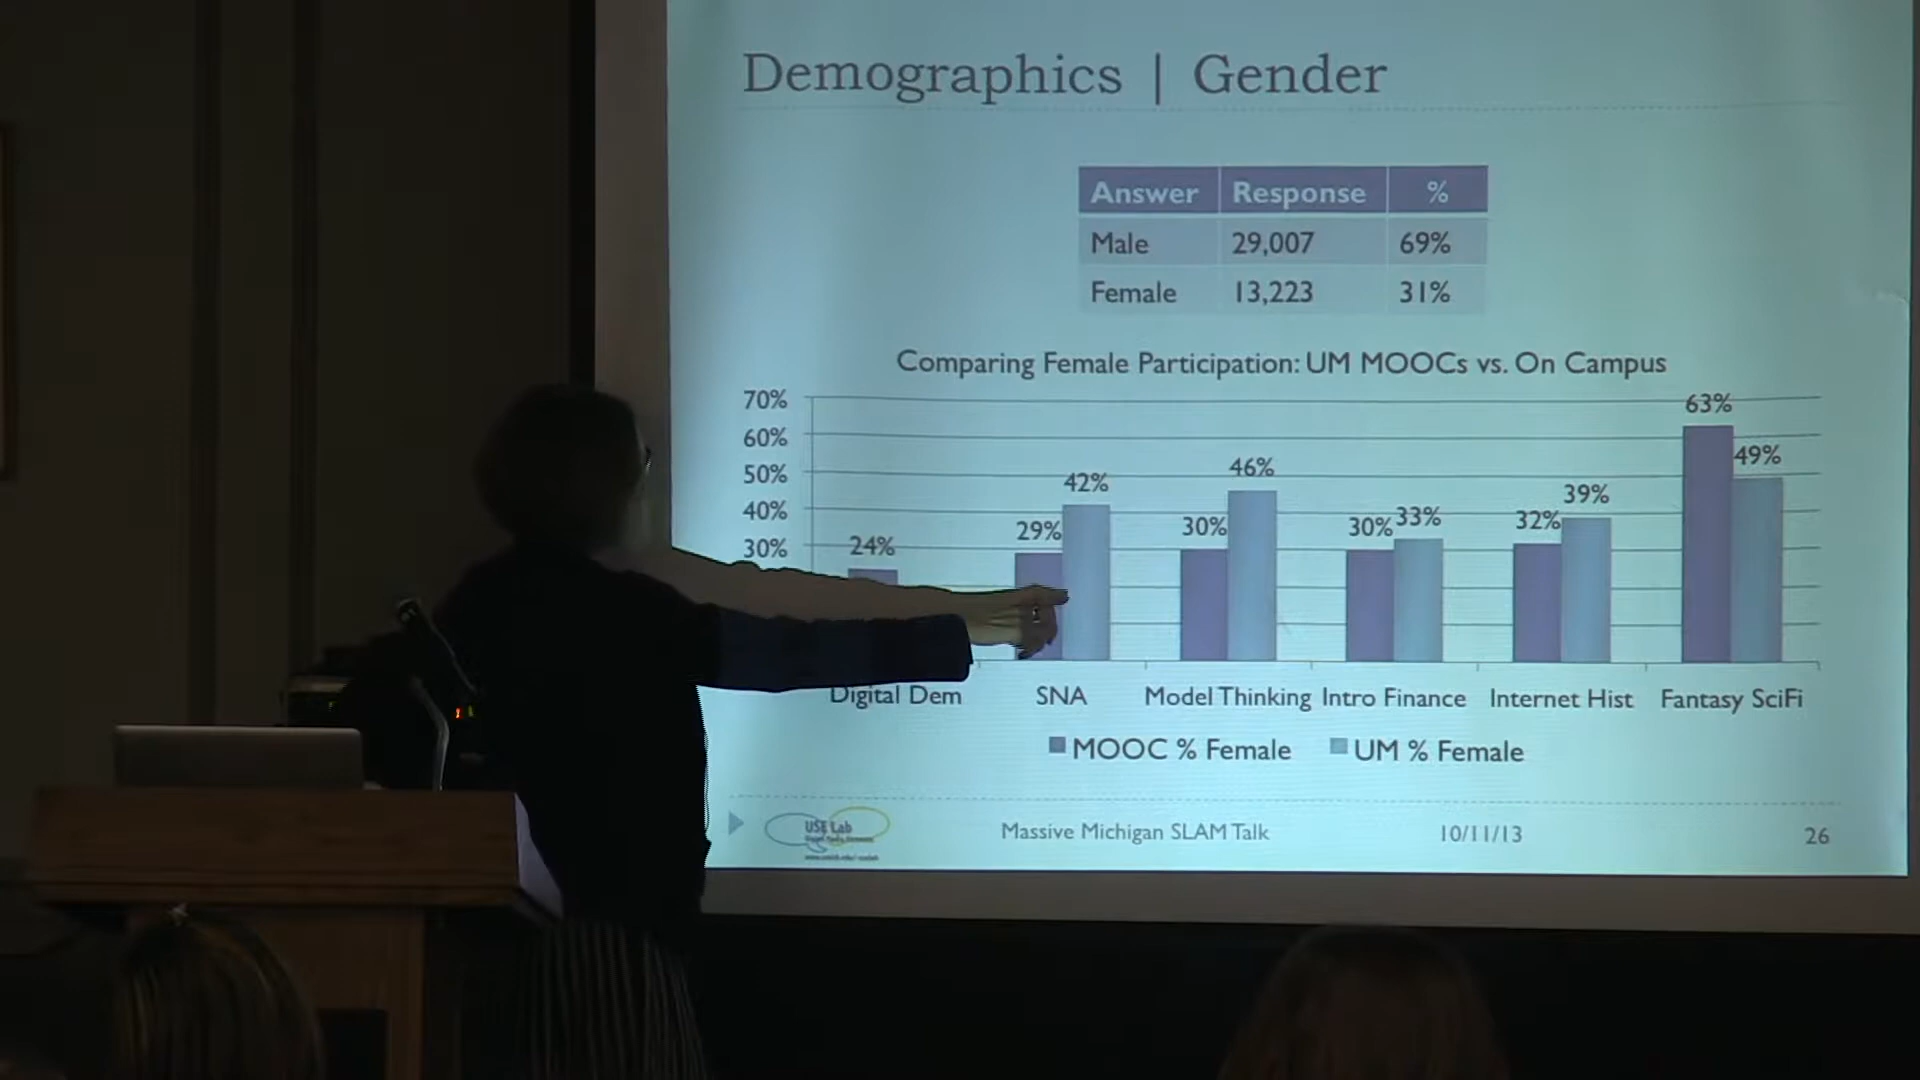 Demographics | Gender
Answer Response %
Male 29,007 69%
Female 13,223 31%
Comparing Female Participation: UM MOOCs vs. On Campus
70%
60%
50%
40%
30%
24%
29% 42%
30% 46%
30% 33%
32% 39%
63% 49%
Digital Dem SNA Model Thinking Intro Finance Internet Hist Fantasy SciFi
MOOC % Female UM % Female
USE Lab
Massive Michigan SLAM Talk 10/11/13 26